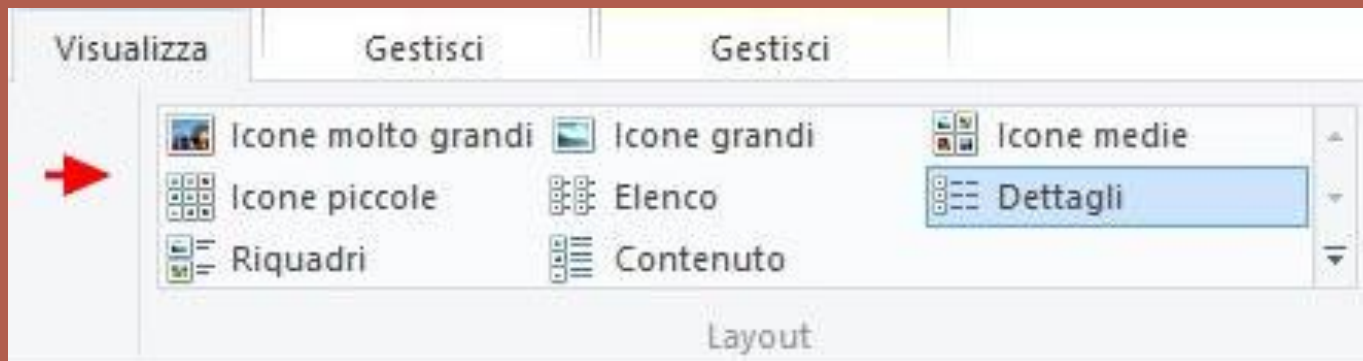 Visualizza Gestisci Gestisci
Icone molto grandi Icone grandi Icone medie
Icone piccole Elenco Dettagli
Riquadri Contenuto
Layout